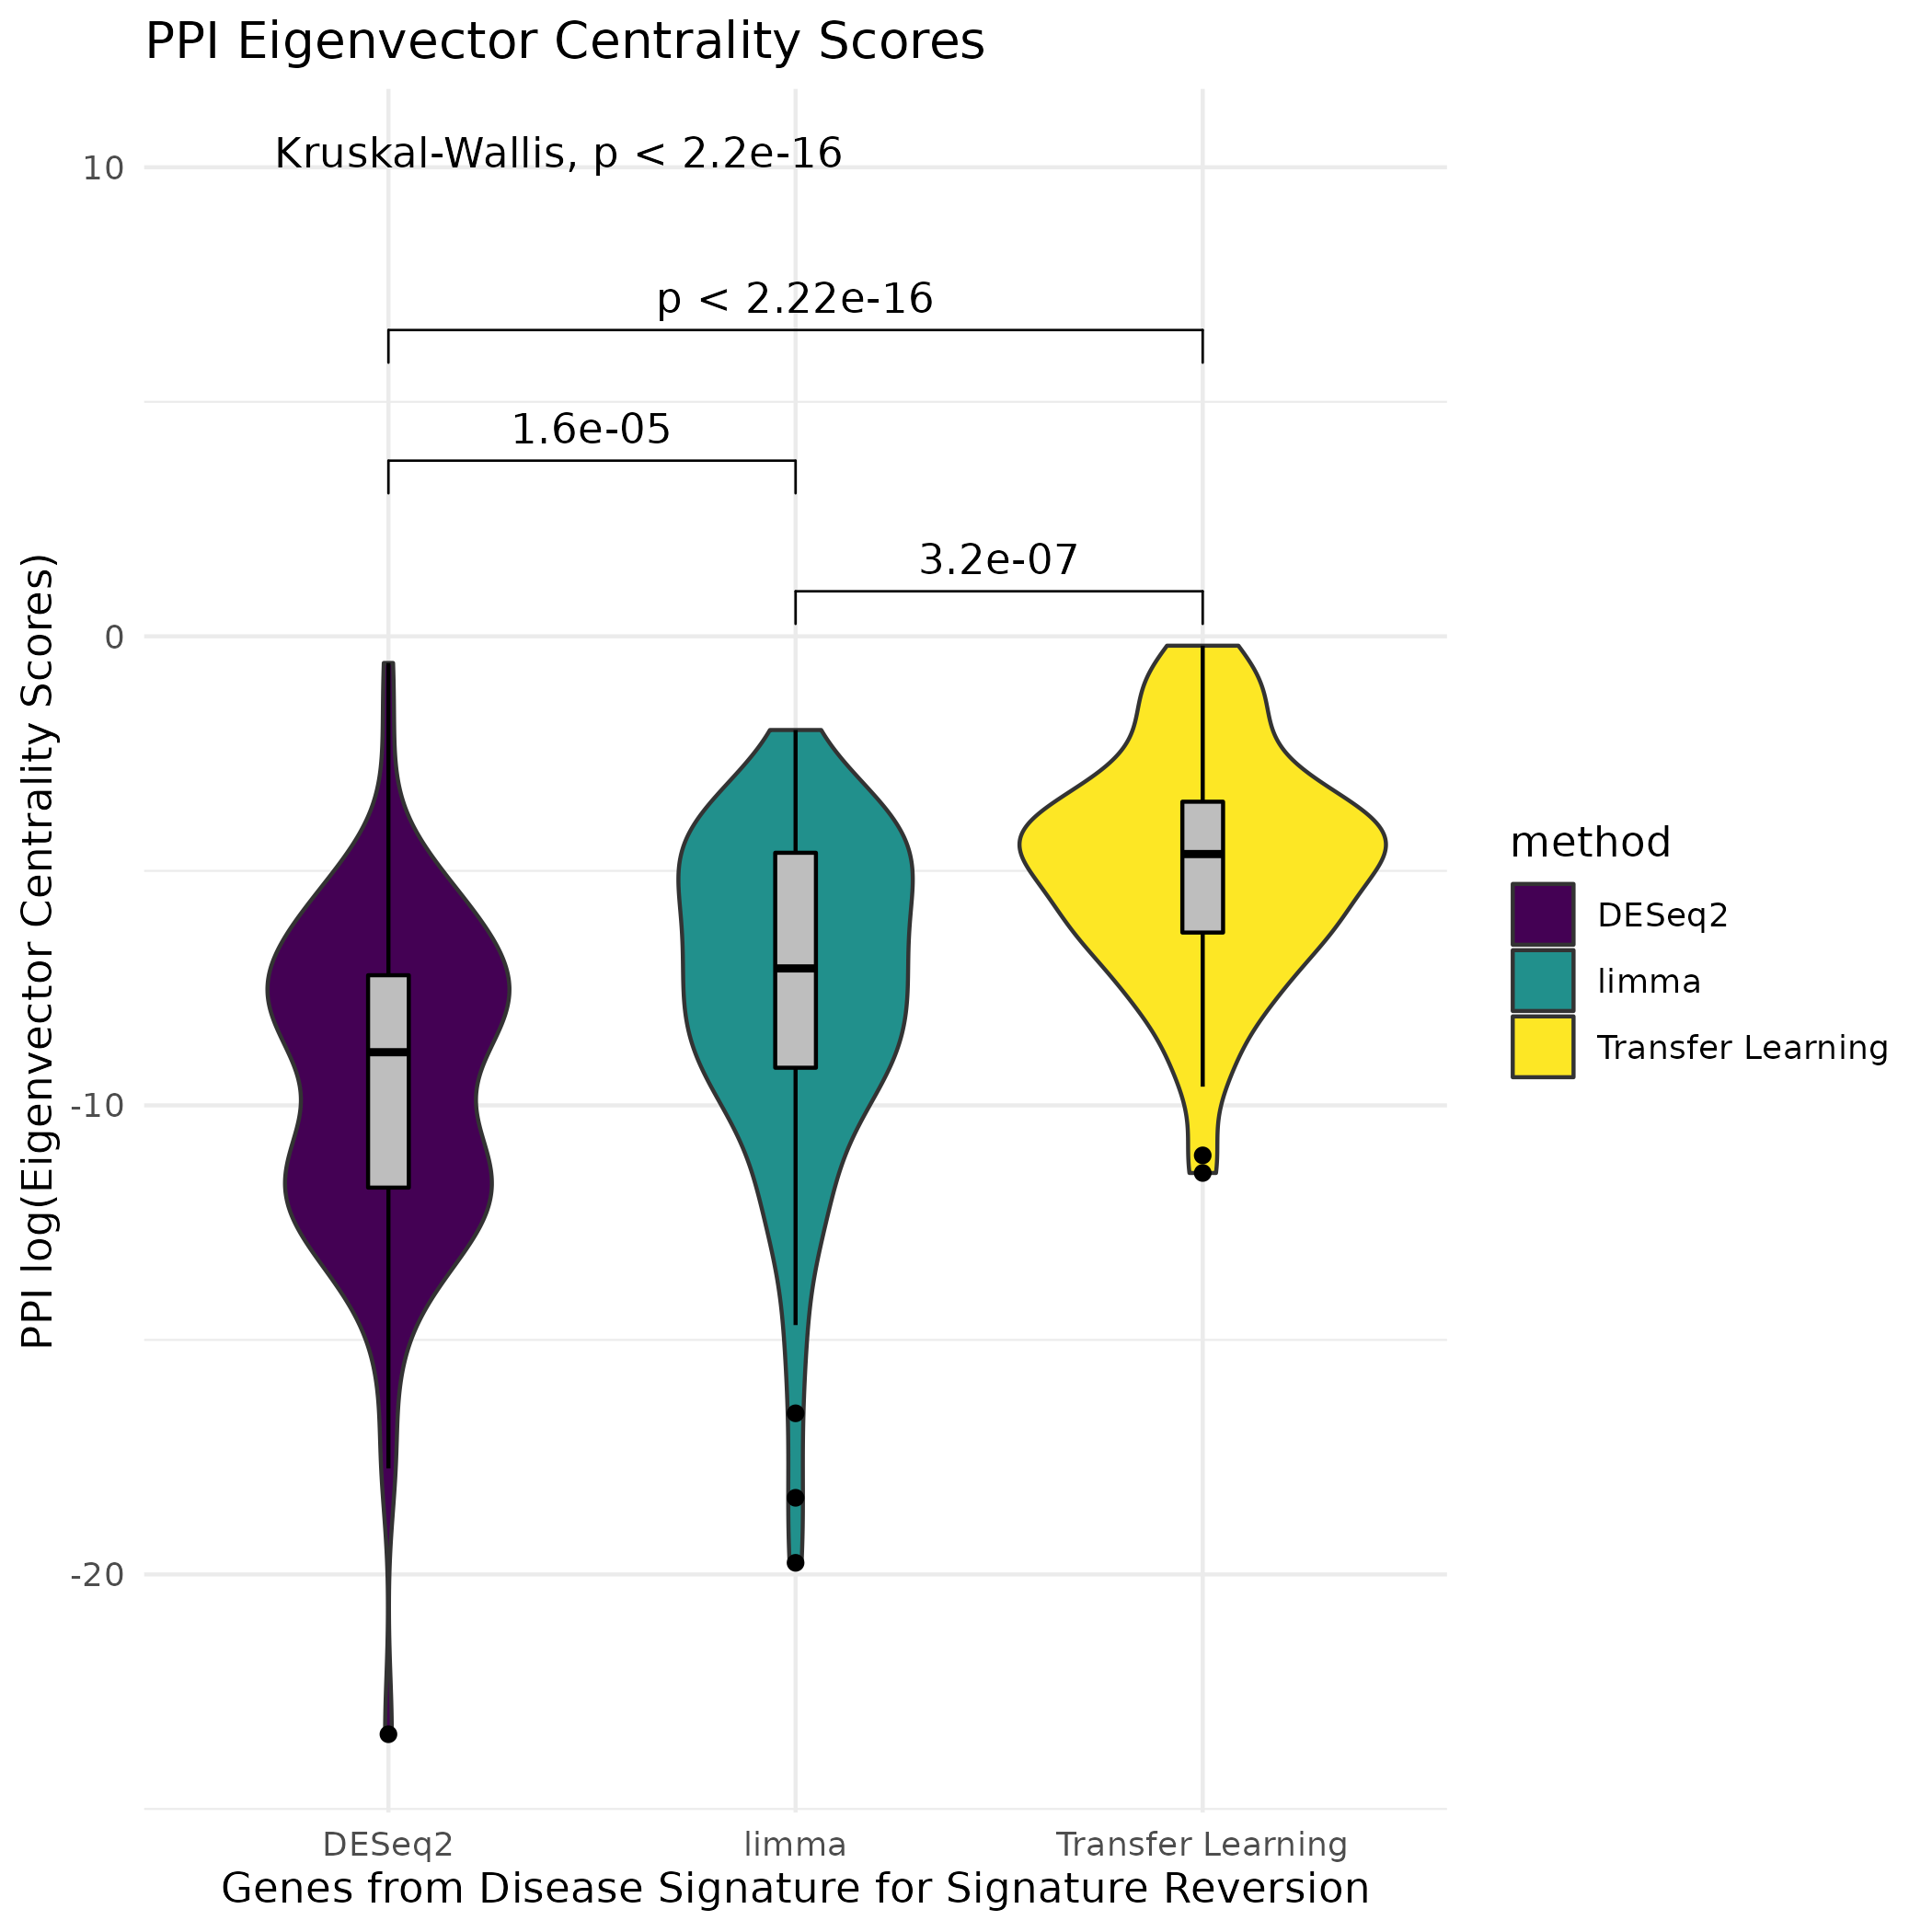 PPI Eigenvector Centrality Scores
Kruskal-Wallis, p < 2.2e-16
p < 2.22e-16
1.6e-05
3.2e-07
10
0
-10
-20
PPI log(Eigenvector Centrality Scores)
DESeq2
limma
Transfer Learning
Genes from Disease Signature for Signature Reversion
method
DESeq2
limma
Transfer Learning